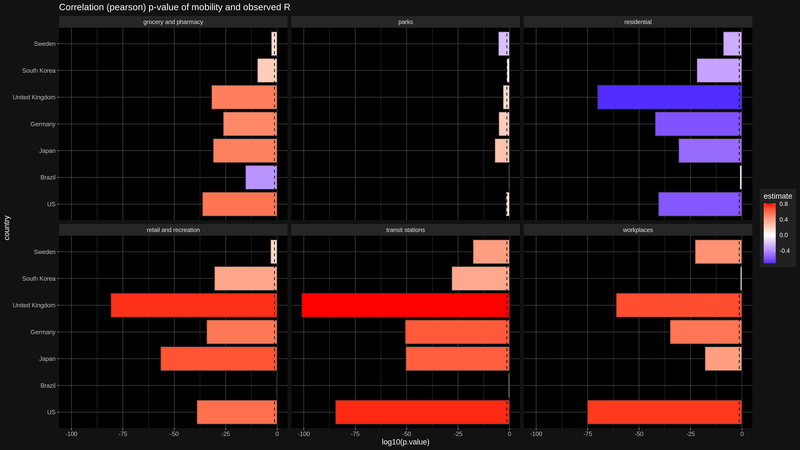 Correlation (pearson) p-value of mobility and observed R
grocery and pharmacy
parks
residential
Sweden
South Korea
United Kingdom
Germany
Japan
Brazil
US
retail and recreation
transit stations
workplaces
Sweden
South Korea
United Kingdom
Germany
Japan
Brazil
US
-100 -75 -50 -25 0
-100 -75 -50 -25 0
-100 -75 -50 -25 0
log10(p.value)
country
estimate
0.8
0.4
0.0
-0.4